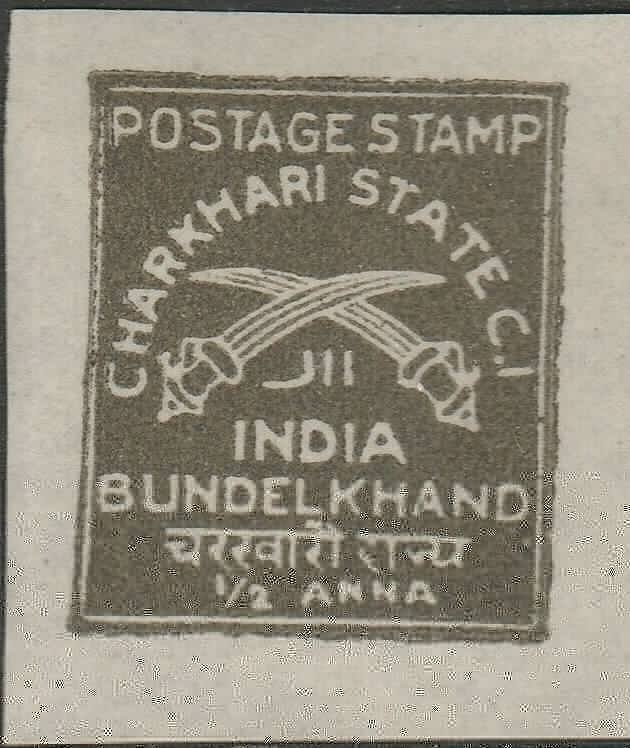 POSTAGE STAMP
CHARKHARI STATE C.I
INDIA
BUNDELKHAND
चरखारी राज्य
1/2 ANNA